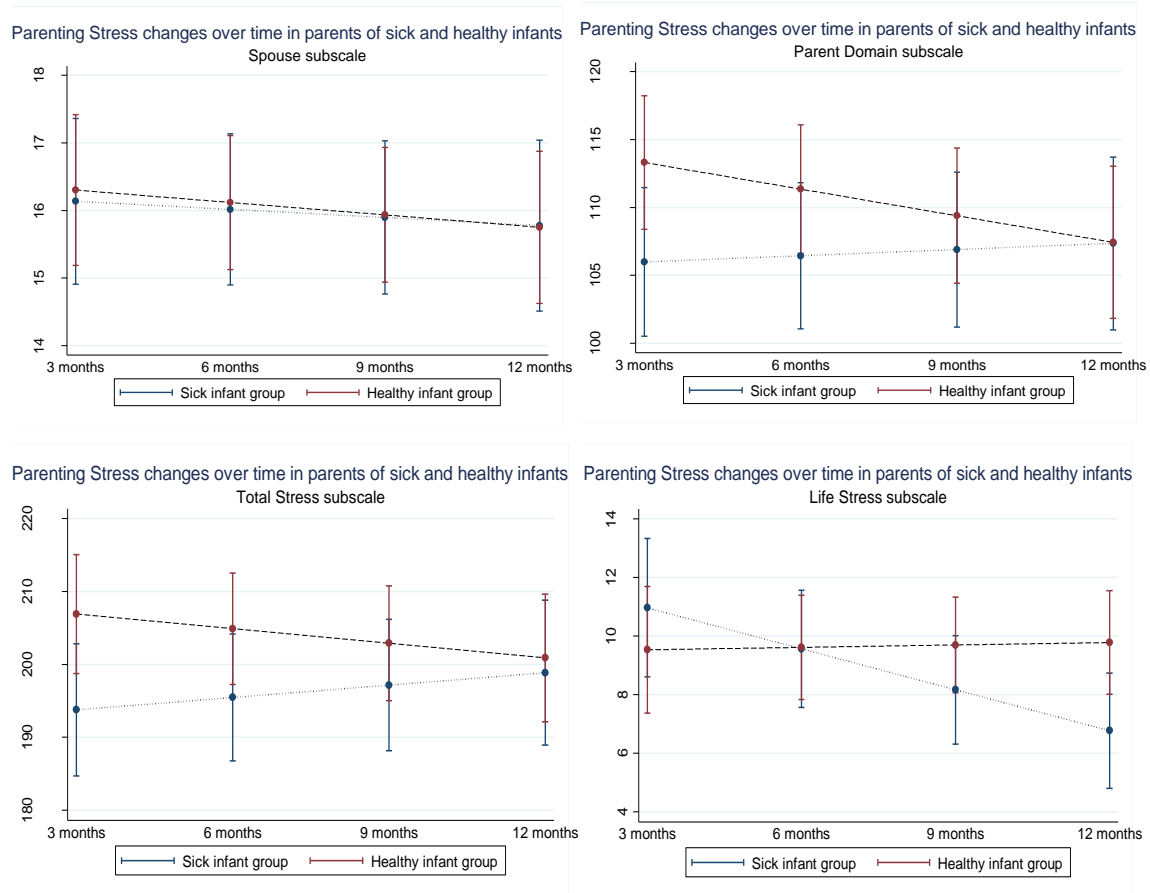 Parenting Stress changes over time in parents of sick and healthy infants
Spouse subscale
18
17
16
15
14
3 months 6 months 9 months 12 months
Sick infant group Healthy infant group
Parenting Stress changes over time in parents of sick and healthy infants
Parent Domain subscale
120
115
110
105
100
3 months 6 months 9 months 12 months
Sick infant group Healthy infant group
Parenting Stress changes over time in parents of sick and healthy infants
Total Stress subscale
220
210
200
190
180
3 months 6 months 9 months 12 months
Sick infant group Healthy infant group
Parenting Stress changes over time in parents of sick and healthy infants
Life Stress subscale
14
12
10
8
6
4
3 months 6 months 9 months 12 months
Sick infant group Healthy infant group